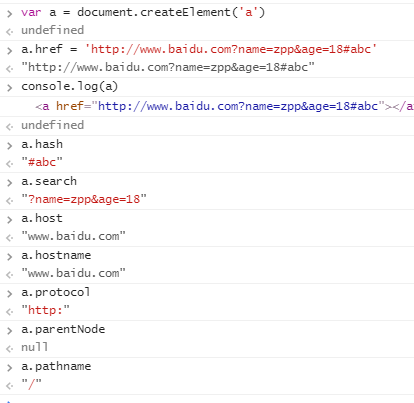 var a = document.createElement('a')
undefined
a.href = 'http://www.baidu.com?name=zpp&age=18#abc'
"http://www.baidu.com?name=zpp&age=18#abc"
console.log(a)
<a href="http://www.baidu.com?name=zpp&age=18#abc"></a
undefined
a.hash
"#abc"
a.search
"?name=zpp&age=18"
a.host
"www.baidu.com"
a.hostname
"www.baidu.com"
a.protocol
"http:"
a.parentNode
null
a.pathname
"/"